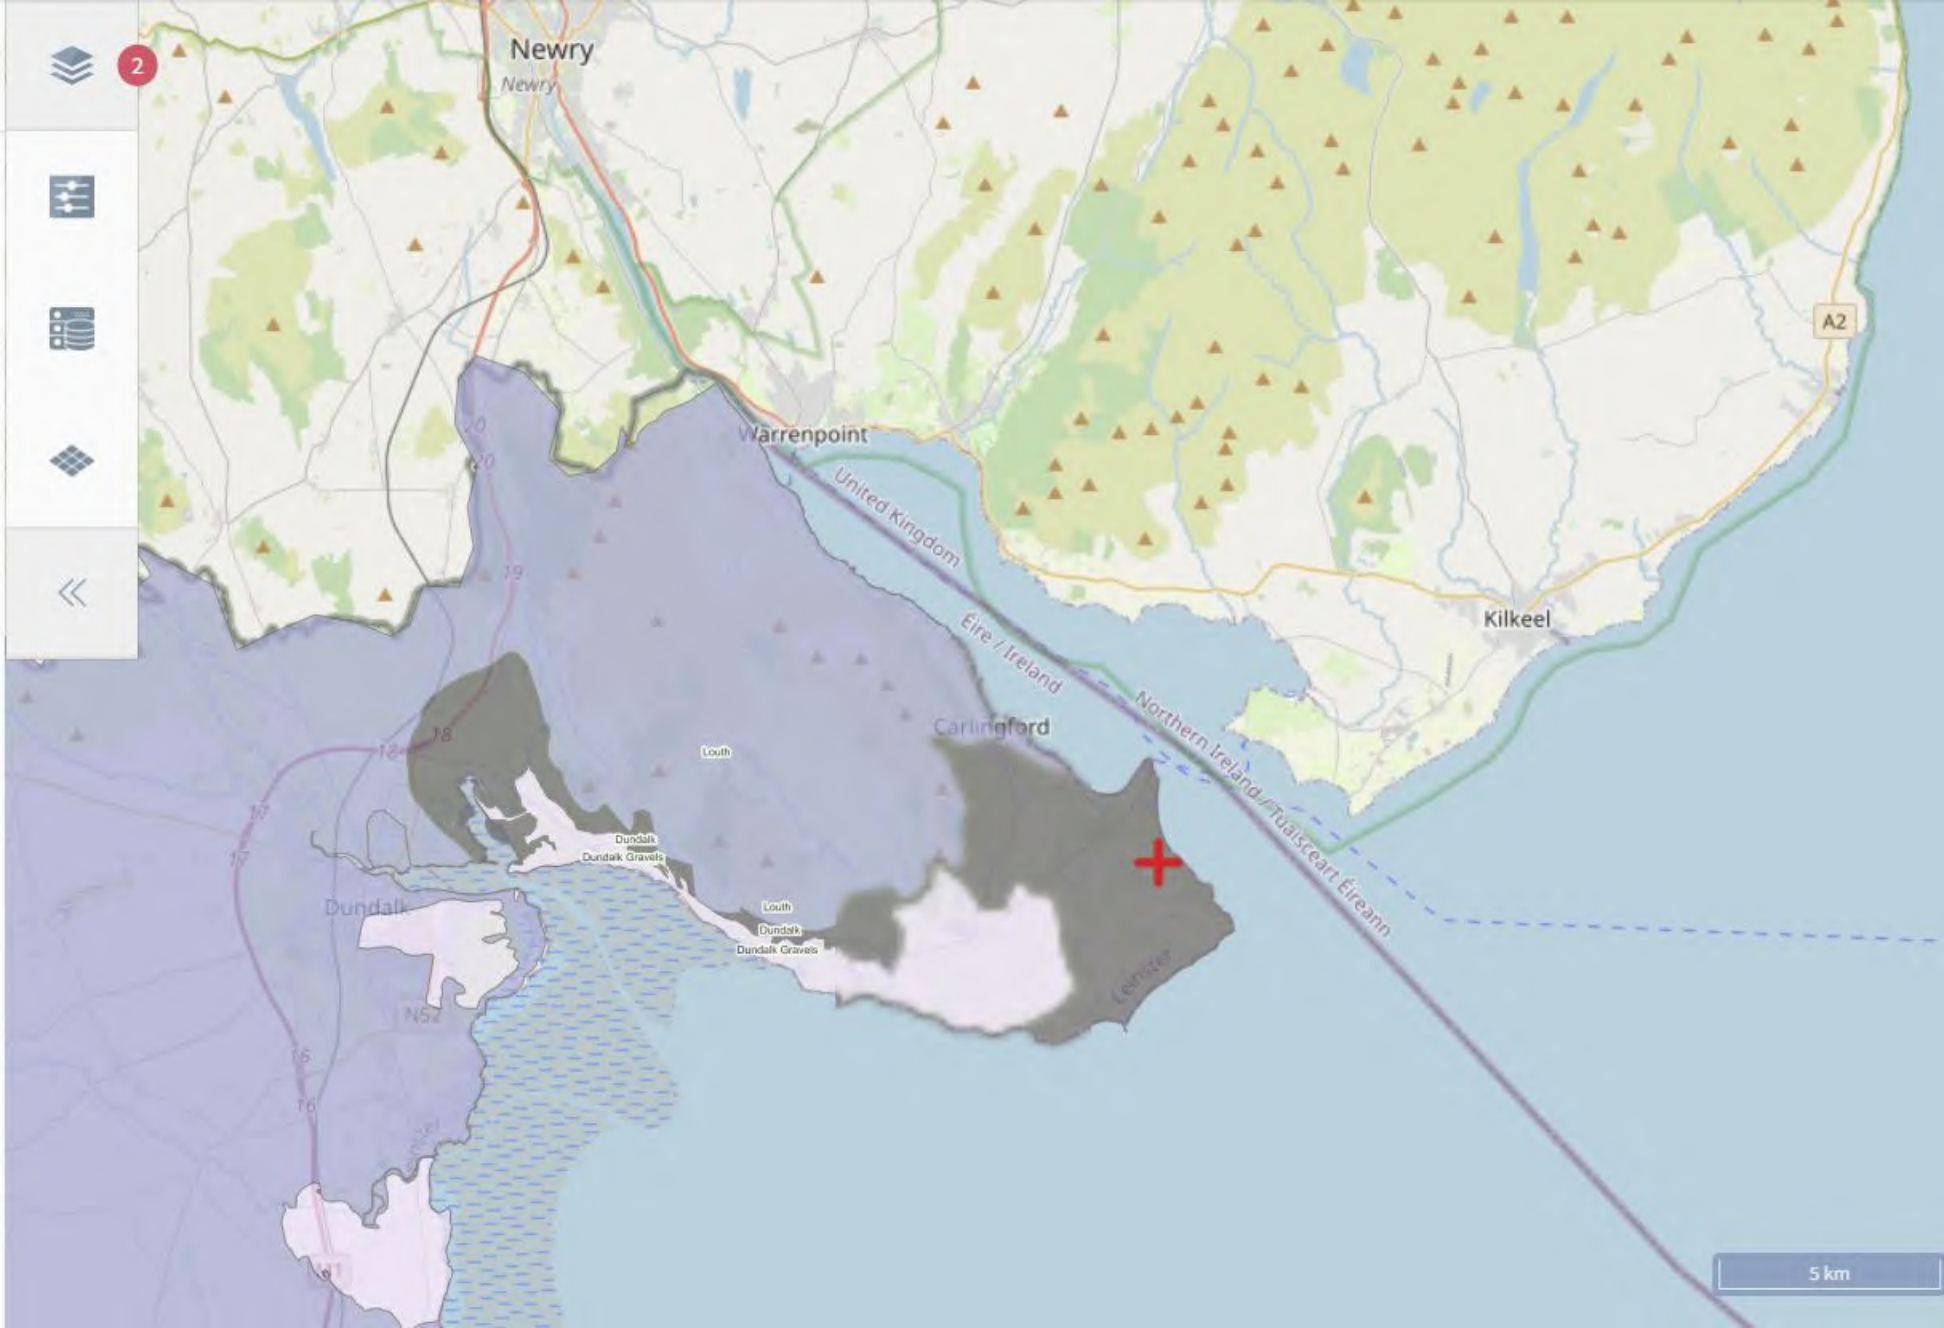 Newry
Newry
2
A2
20
Warrenpoint
20
United Kingdom
19
Kilkeel
Éire / Ireland
Carlingford
Northern Ireland / Tuaisceart Éireann
18
18
Louth
17
17
Dundalk
Dundalk Gravels
Dundalk
Louth
Dundalk
Dundalk Gravels
Leinster
N52
16
16
5 km